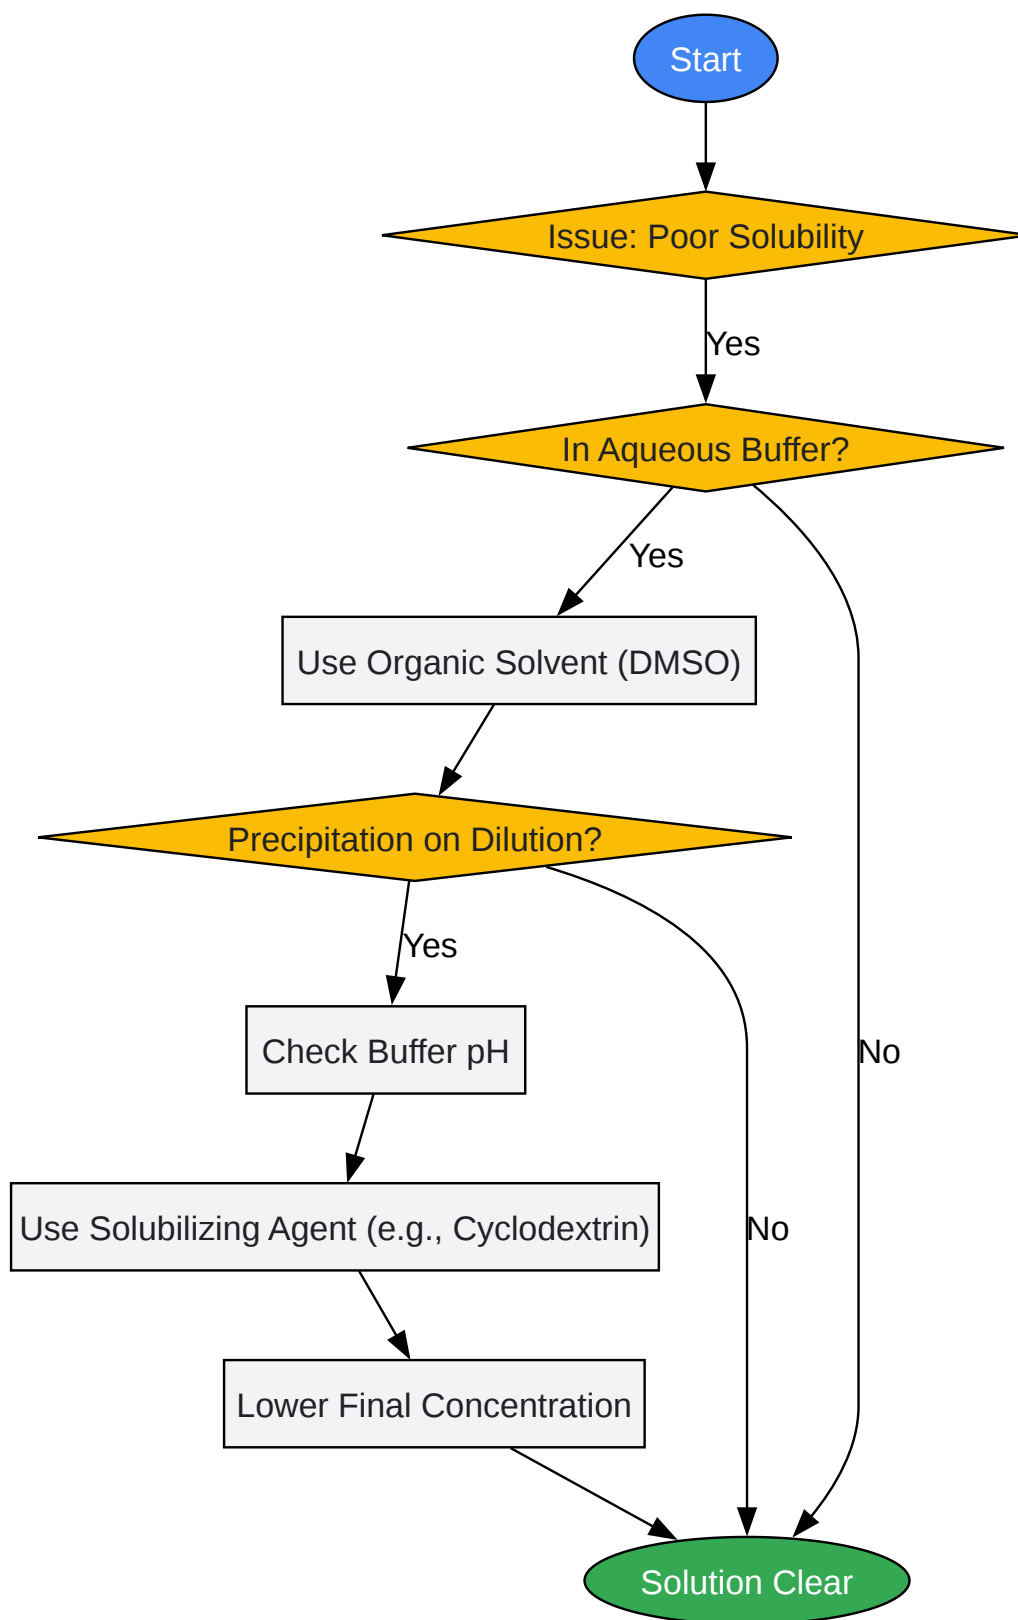 Start
Issue: Poor Solubility
Yes
In Aqueous Buffer?
Yes
Use Organic Solvent (DMSO)
Precipitation on Dilution?
Yes
Check Buffer pH
No
Use Solubilizing Agent (e.g., Cyclodextrin)
No
Lower Final Concentration
Solution Clear